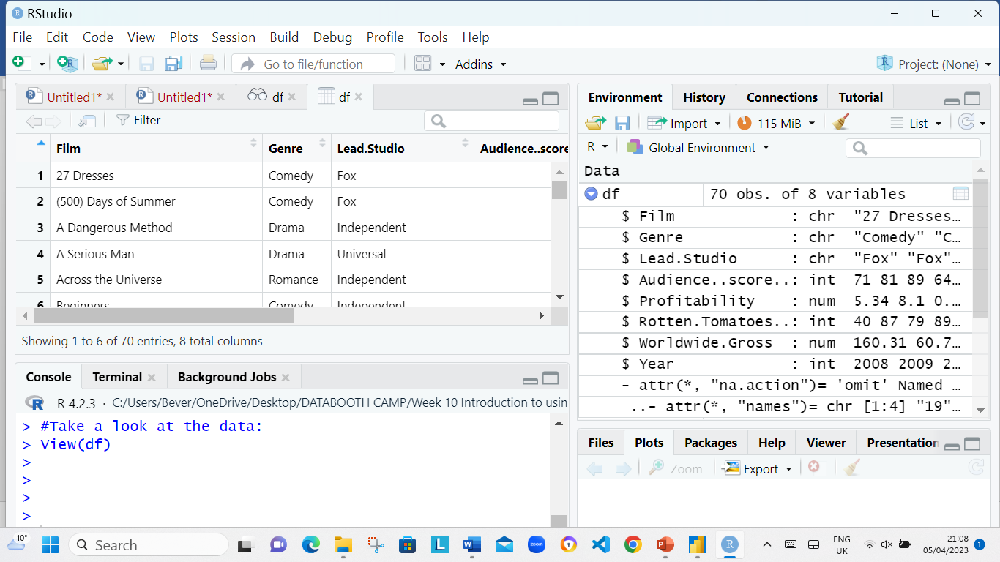 RStudio
File Edit Code View Plots Session Build Debug Profile Tools Help
Go to file/function Addins Project: (None)
Untitled1* Untitled1* df df
Filter
Film Genre Lead.Studio Audience..score
1 27 Dresses Comedy Fox
2 (500) Days of Summer Comedy Fox
3 A Dangerous Method Drama Independent
4 A Serious Man Drama Universal
5 Across the Universe Romance Independent
6 Beginners Comedy Independent
Showing 1 to 6 of 70 entries, 8 total columns
Console Terminal Background Jobs
R 4.2.3 · C:/Users/Bever/OneDrive/Desktop/DATABOOTH CAMP/Week 10 Introduction to usin
> #Take a look at the data:
> View(df)
>
>
>
>
Environment History Connections Tutorial
Import 115 MiB List
R Global Environment
Data
df 70 obs. of 8 variables
$ Film : chr "27 Dresses…
$ Genre : chr "Comedy" "C…
$ Lead.Studio : chr "Fox" "Fox"…
$ Audience..score..: int 71 81 89 64…
$ Profitability : num 5.34 8.1 0.…
$ Rotten.Tomatoes..: int 40 87 79 89…
$ Worldwide.Gross : num 160.31 60.7…
$ Year : int 2008 2009 2…
- attr(*, "na.action")= 'omit' Named …
..- attr(*, "names")= chr [1:4] "19"…
Files Plots Packages Help Viewer Presentation
Zoom Export
10° Search zoom ENG UK 21:08 05/04/2023 1